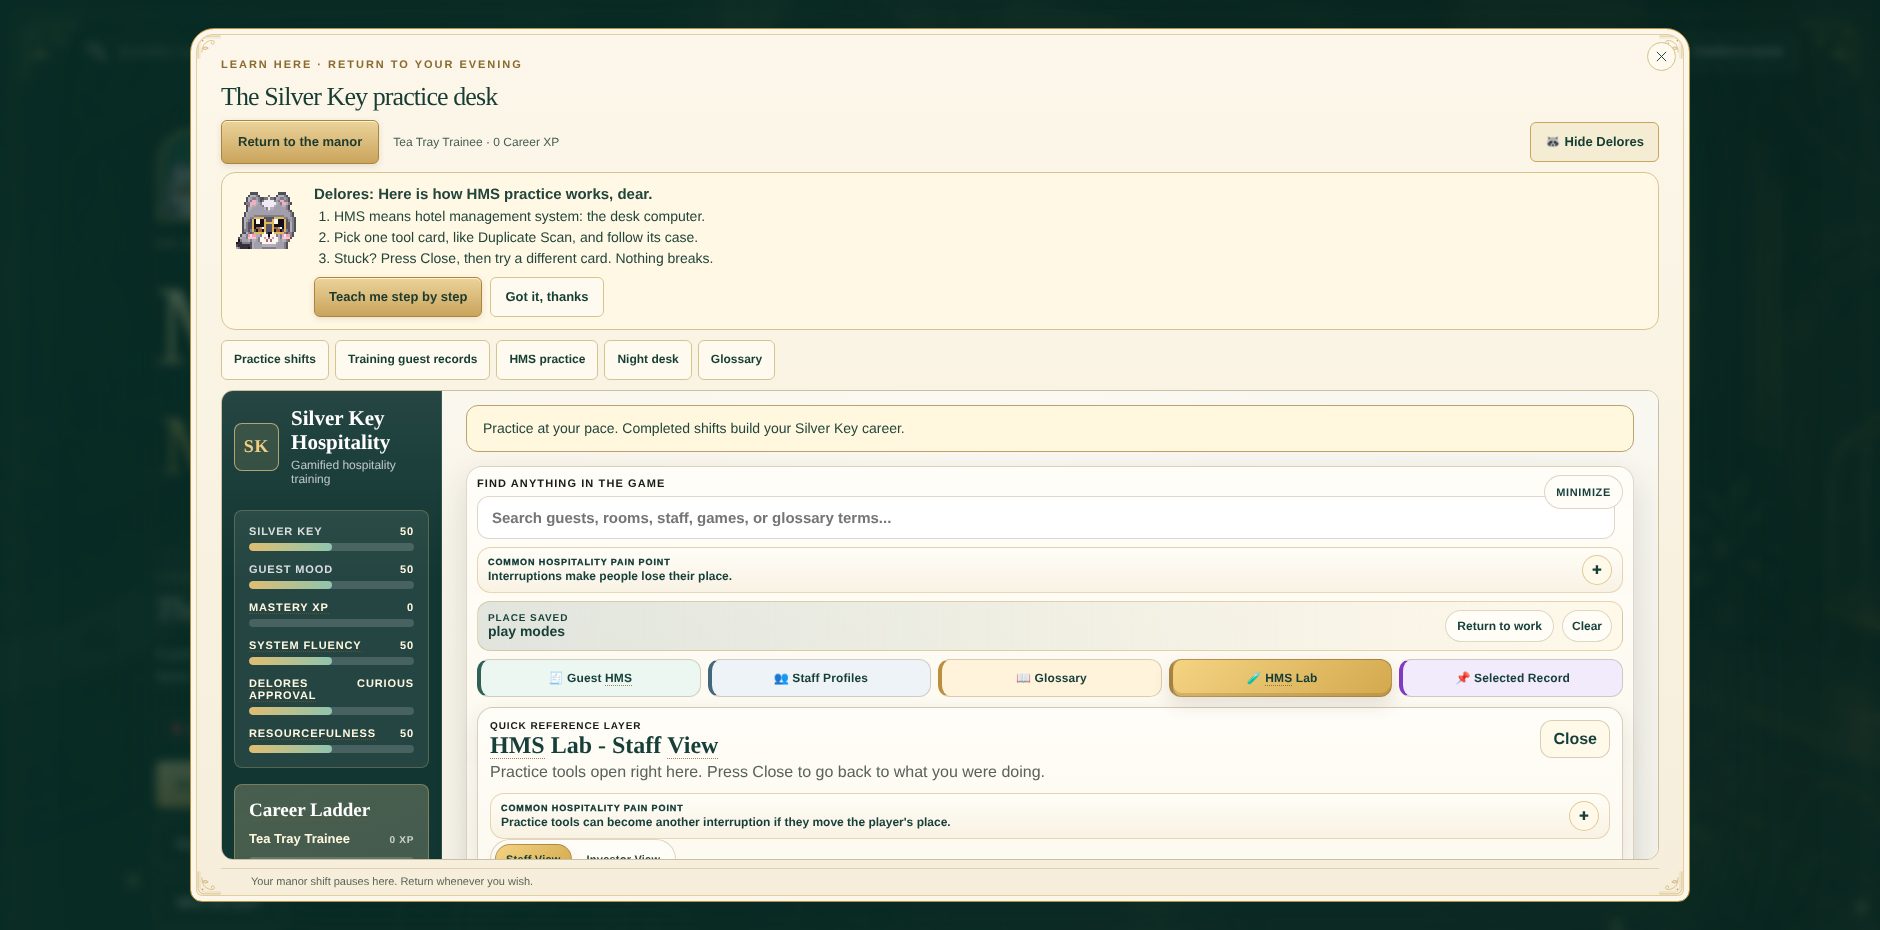 LEARN HERE · RETURN TO YOUR EVENING
The Silver Key practice desk
Return to the manor
Tea Tray Trainee · 0 Career XP
Hide Delores
Delores: Here is how HMS practice works, dear.
1. HMS means hotel management system: the desk computer.
2. Pick one tool card, like Duplicate Scan, and follow its case.
3. Stuck? Press Close, then try a different card. Nothing breaks.
Teach me step by step
Got it, thanks
Practice shifts
Training guest records
HMS practice
Night desk
Glossary
SK
Silver Key
Hospitality
Gamified hospitality
training
SILVER KEY 50
GUEST MOOD 50
MASTERY XP 0
SYSTEM FLUENCY 50
DELORES APPROVAL CURIOUS
RESOURCEFULNESS 50
Career Ladder
Tea Tray Trainee 0 XP
Practice at your pace. Completed shifts build your Silver Key career.
FIND ANYTHING IN THE GAME
MINIMIZE
Search guests, rooms, staff, games, or glossary terms...
COMMON HOSPITALITY PAIN POINT
Interruptions make people lose their place.
+
PLACE SAVED
play modes
Return to work
Clear
Guest HMS
Staff Profiles
Glossary
HMS Lab
Selected Record
QUICK REFERENCE LAYER
HMS Lab - Staff View
Close
Practice tools open right here. Press Close to go back to what you were doing.
COMMON HOSPITALITY PAIN POINT
Practice tools can become another interruption if they move the player's place.
+
Staff View
Investor View
Your manor shift pauses here. Return whenever you wish.